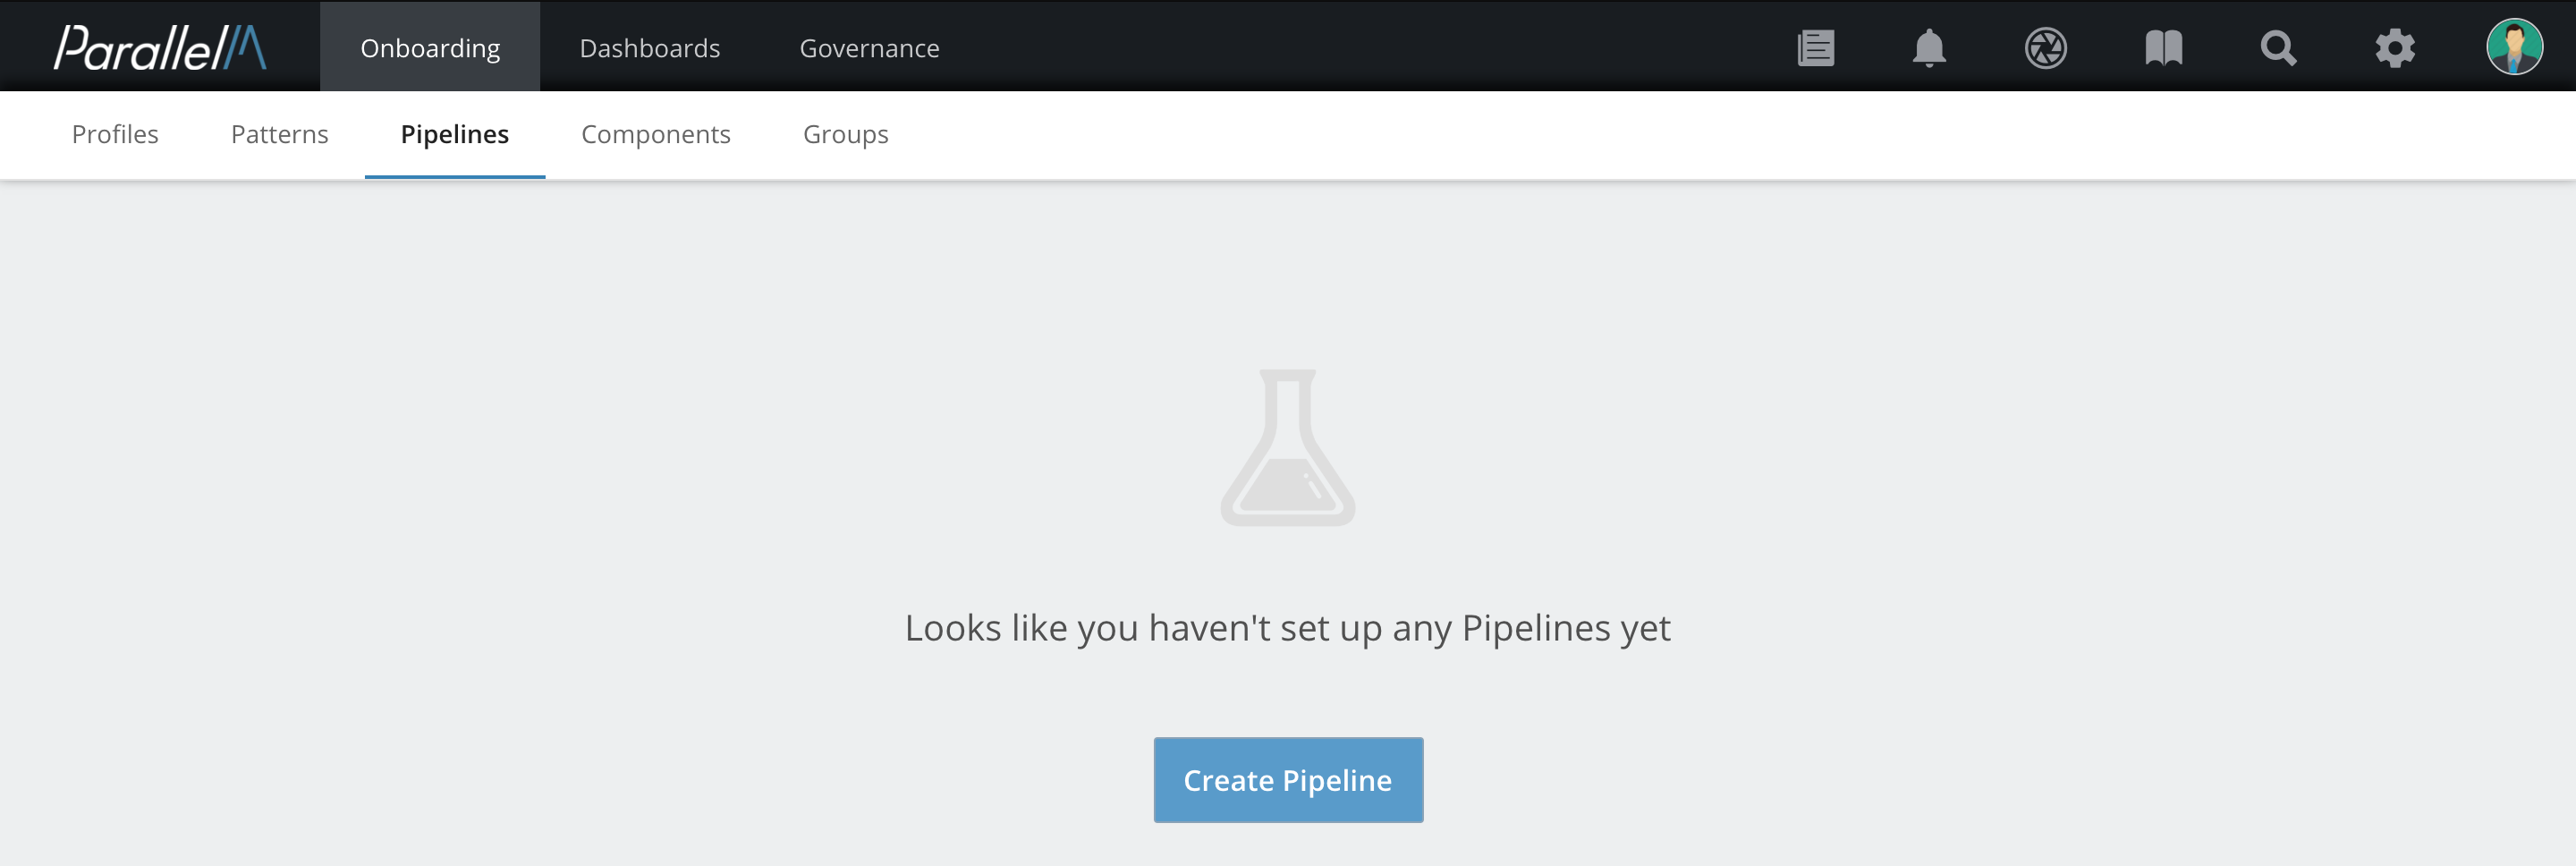 ParallelM
Onboarding Dashboards Governance
Profiles Patterns Pipelines Components Groups
Looks like you haven't set up any Pipelines yet
Create Pipeline